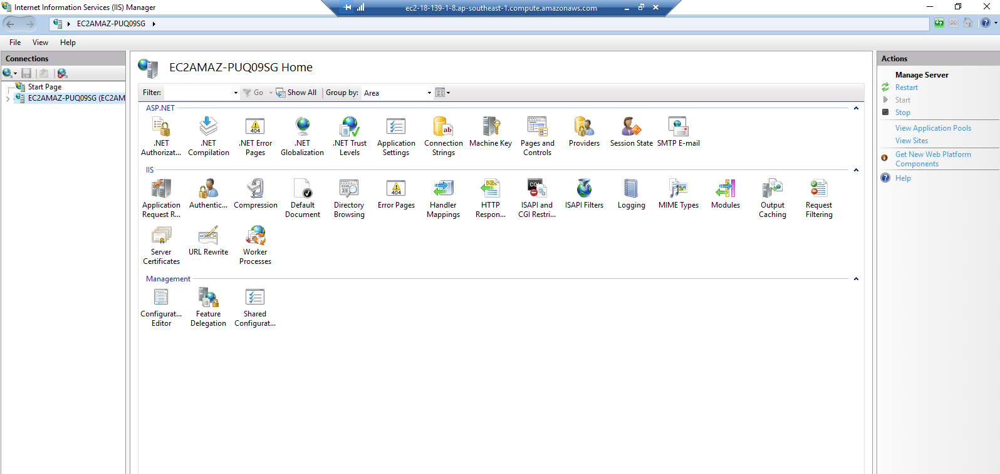 Internet Information Services (IIS) Manager
ec2-18-139-1-8.ap-southeast-1.compute.amazonaws.com
EC2AMAZ-PUQ09SG
File View Help
Connections
Start Page
EC2AMAZ-PUQ09SG (EC2AM
EC2AMAZ-PUQ09SG Home
Filter: Go Show All Group by: Area
ASP.NET
.NET Authorizat...
.NET Compilation
404
.NET Error Pages
.NET Globalization
.NET Trust Levels
Application Settings
ab
Connection Strings
Machine Key
Pages and Controls
Providers
Session State
SMTP E-mail
IIS
Application Request R...
Authentic...
Compression
Default Document
Directory Browsing
404
Error Pages
Handler Mappings
HTTP Respon...
CGI
ISAPI and CGI Restri...
ISAPI Filters
Logging
MIME Types
Modules
Output Caching
Request Filtering
Server Certificates
URL Rewrite
Worker Processes
Management
Configurat... Editor
Feature Delegation
Shared Configurat...
Actions
Manage Server
Restart
Start
Stop
View Application Pools
View Sites
Get New Web Platform
Components
Help